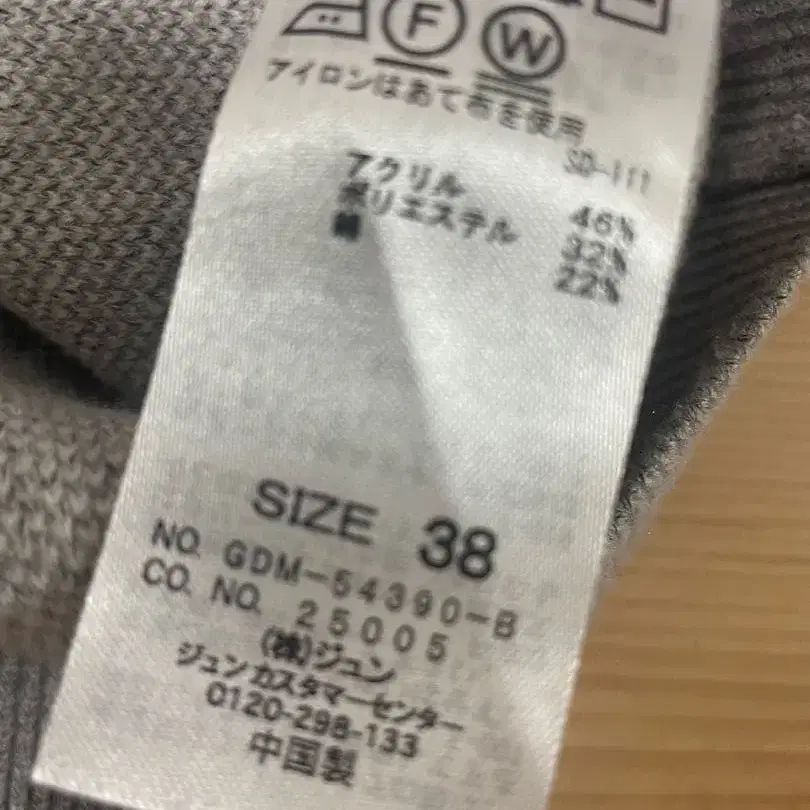 F
W
アイロンはあて布を使用
SD-111
アクリル 46%
ポリエステル 32%
綿 22%
SIZE 38
NO. GDM-54390-B
CO. NO. 25005
(株)ジュン
ジュンカスタマーセンター
0120-298-133
中国製